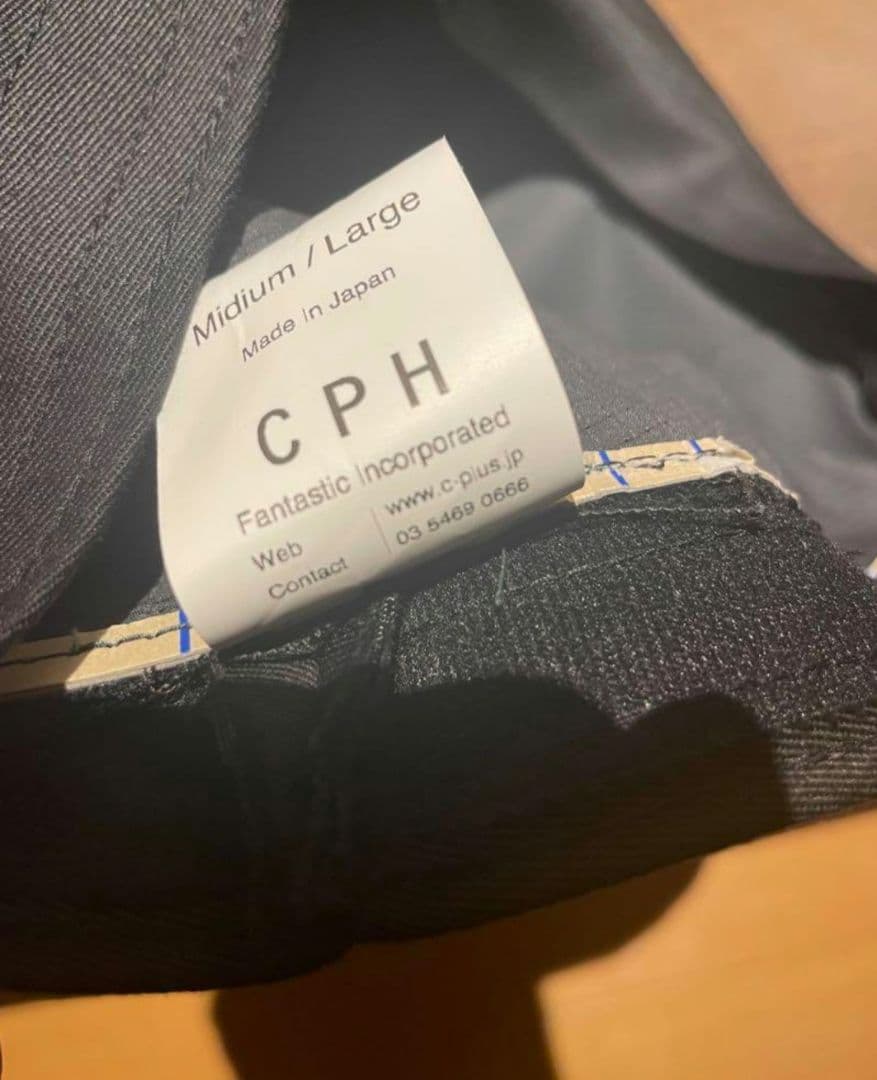 Midium / Large
Made In Japan
C P H
Fantastic Incorporated
Web www.c-plus.jp
Contact 03 5469 0666